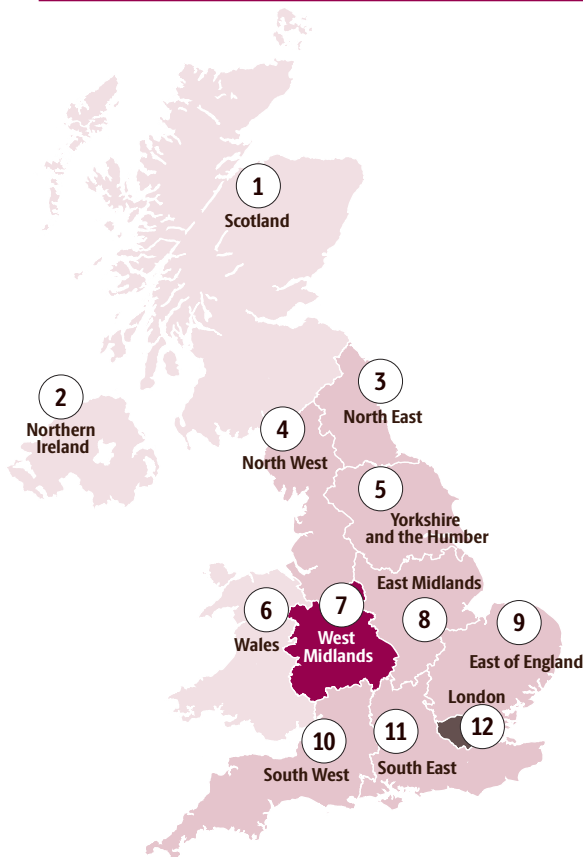 1
Scotland
2
Northern
Ireland
3
North East
4
North West
5
Yorkshire
and the Humber
6
Wales
7
West
Midlands
East Midlands
8
9
East of England
10
South West
11
South East
London
12